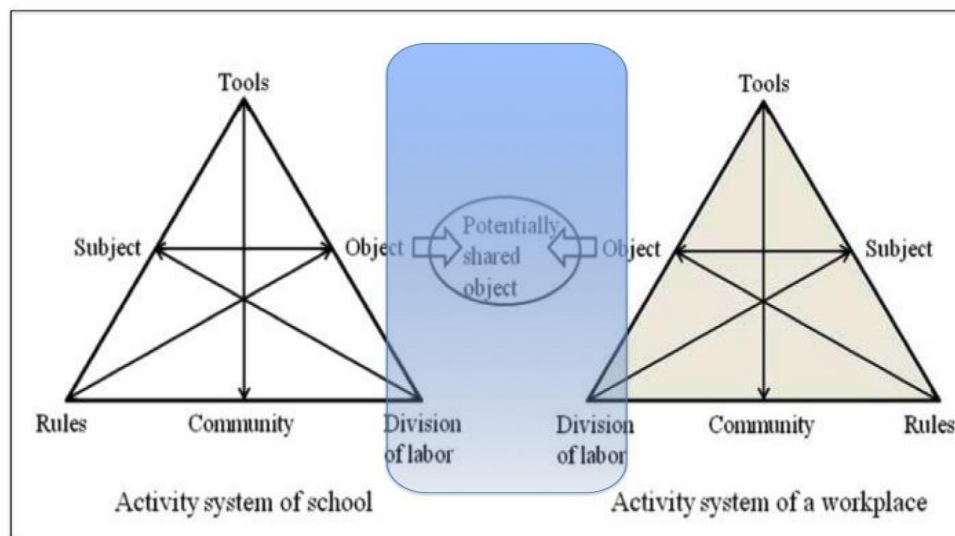 Tools
Tools
Subject
Object
Potentially
shared
object
Object
Subject
Rules
Community
Division
of labor
Division
of labor
Community
Rules
Activity system of school
Activity system of a workplace